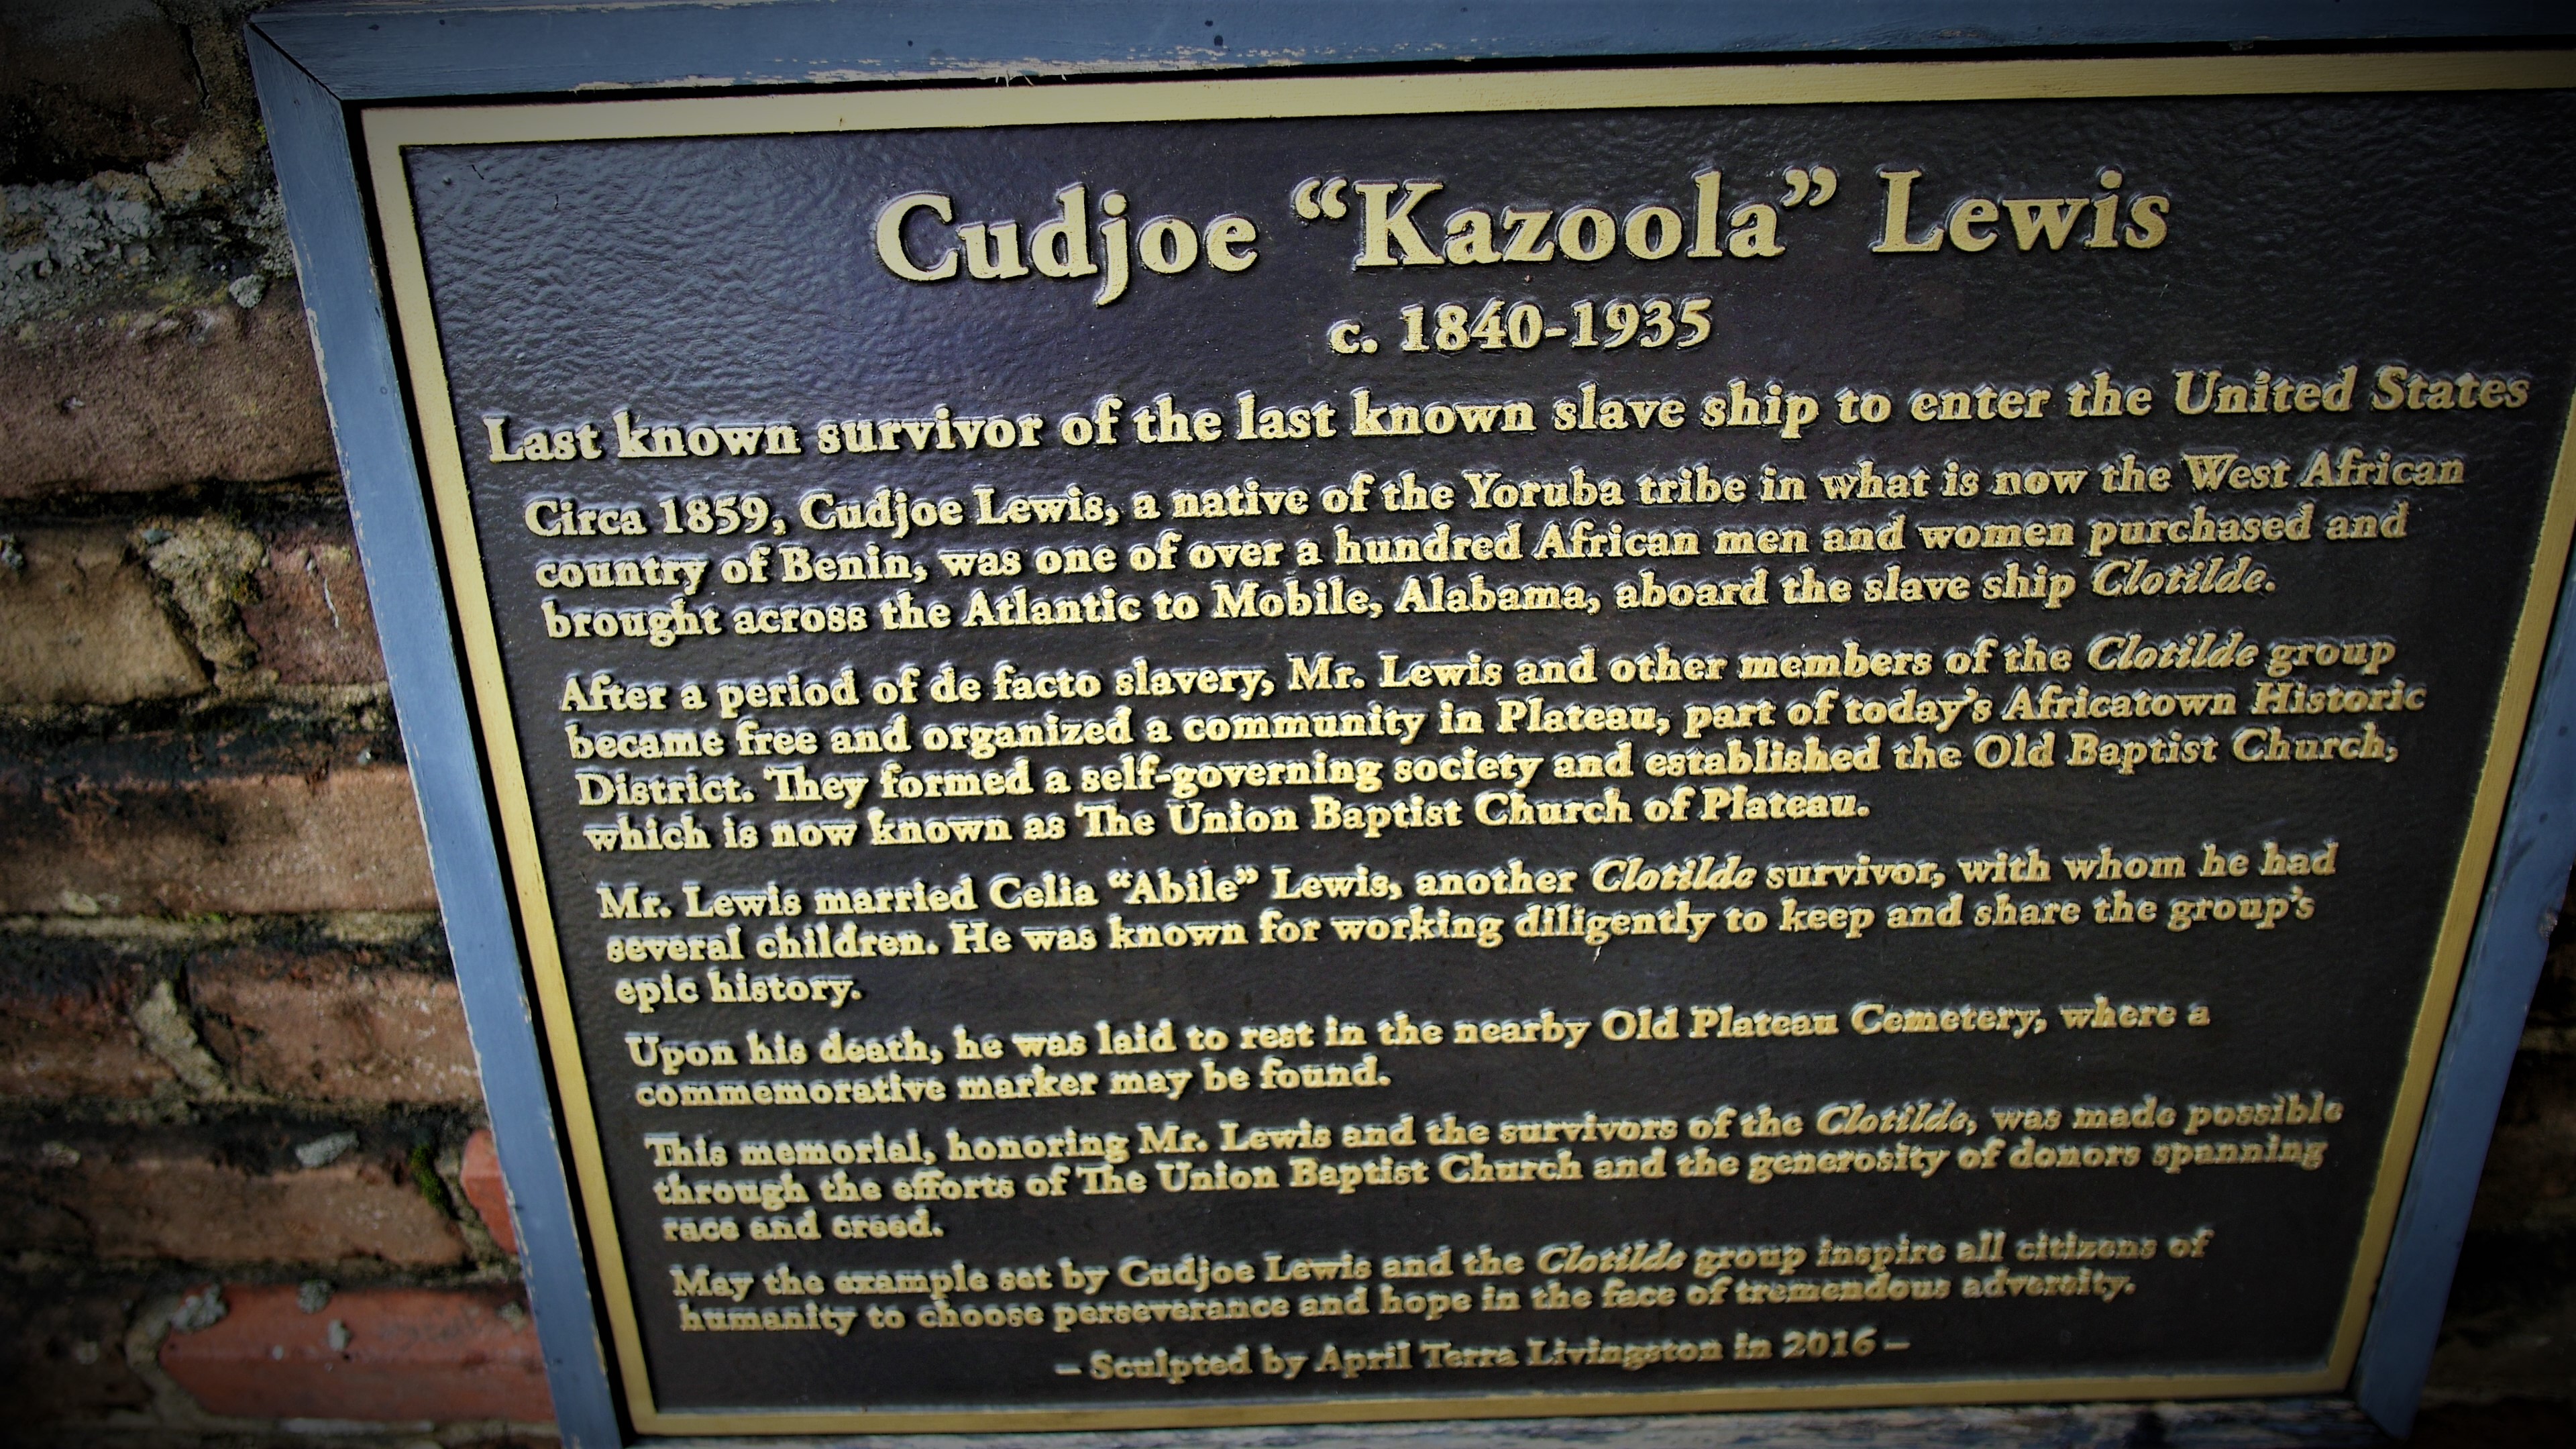 Cudjoe “Kazoola” Lewis
c. 1840-1935
Last known survivor of the last known slave ship to enter the United States
Circa 1859, Cudjoe Lewis, a native of the Yoruba tribe in what is now the West African
country of Benin, was one of over a hundred African men and women purchased and
brought across the Atlantic to Mobile, Alabama, aboard the slave ship Clotilde.
After a period of de facto slavery, Mr. Lewis and other members of the Clotilde group
became free and organized a community in Plateau, part of today’s Africatown Historic
District. They formed a self-governing society and established the Old Baptist Church,
which is now known as The Union Baptist Church of Plateau.
Mr. Lewis married Celia “Abile” Lewis, another Clotilde survivor, with whom he had
several children. He was known for working diligently to keep and share the group’s
epic history.
Upon his death, he was laid to rest in the nearby Old Plateau Cemetery, where a
commemorative marker may be found.
This memorial, honoring Mr. Lewis and the survivors of the Clotilde, was made possible
through the efforts of The Union Baptist Church and the generosity of donors spanning
race and creed.
May the example set by Cudjoe Lewis and the Clotilde group inspire all citizens of
humanity to choose perseverance and hope in the face of tremendous adversity.
– Sculpted by April Terra Livingston in 2016 –